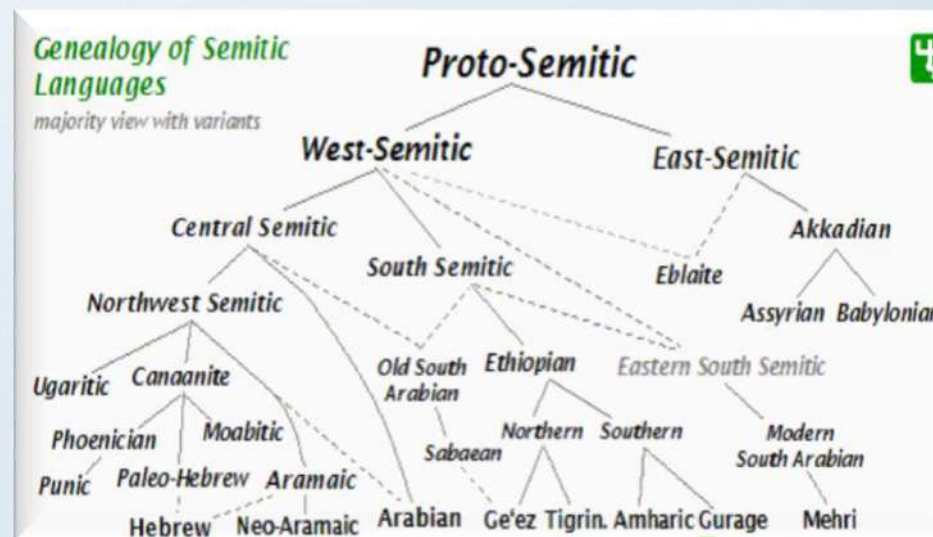 Genealogy of Semitic
Languages
majority view with variants
Proto-Semitic
West-Semitic
East-Semitic
Central Semitic
Akkadian
South Semitic
Eblaite
Northwest Semitic
Assyrian Babylonian
Ugaritic
Canaanite
Old South
Arabian
Ethiopian
Eastern South Semitic
Phoenician
Moabitic
Sabaean
Northern
Southern
Modern
South Arabian
Punic
Paleo-Hebrew
Aramaic
Hebrew
Neo-Aramaic
Arabian
Ge'ez
Tigrin.
Amharic
Gurage
Mehri